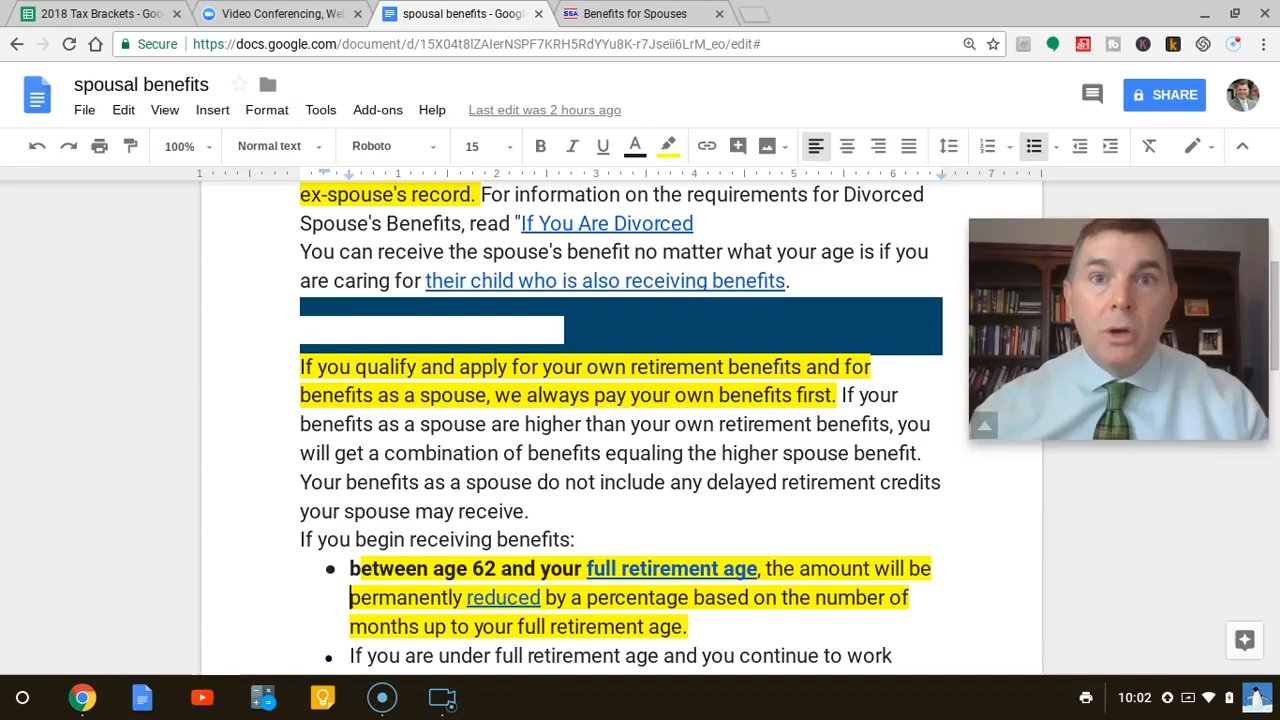 2018 Tax Brackets - Goo
Video Conferencing, We
spousal benefits - Goog
SSA
Benefits for Spouses
Secure
https://docs.google.com/document/d/15X04t8lZAIerNSPF7KRH5RdYYu8K-r7Jseii6LrM_eo/edit#
spousal benefits
SHARE
File Edit View Insert Format Tools Add-ons Help Last edit was 2 hours ago
100% Normal text Roboto 15 B I U A
1 1 2 3 4 5 6 7
ex-spouse's record. For information on the requirements for Divorced
Spouse's Benefits, read "If You Are Divorced
You can receive the spouse's benefit no matter what your age is if you
are caring for their child who is also receiving benefits.
If you qualify and apply for your own retirement benefits and for
benefits as a spouse, we always pay your own benefits first. If your
benefits as a spouse are higher than your own retirement benefits, you
will get a combination of benefits equaling the higher spouse benefit.
Your benefits as a spouse do not include any delayed retirement credits
your spouse may receive.
If you begin receiving benefits:
● between age 62 and your full retirement age, the amount will be
permanently reduced by a percentage based on the number of
months up to your full retirement age.
● If you are under full retirement age and you continue to work
10:02